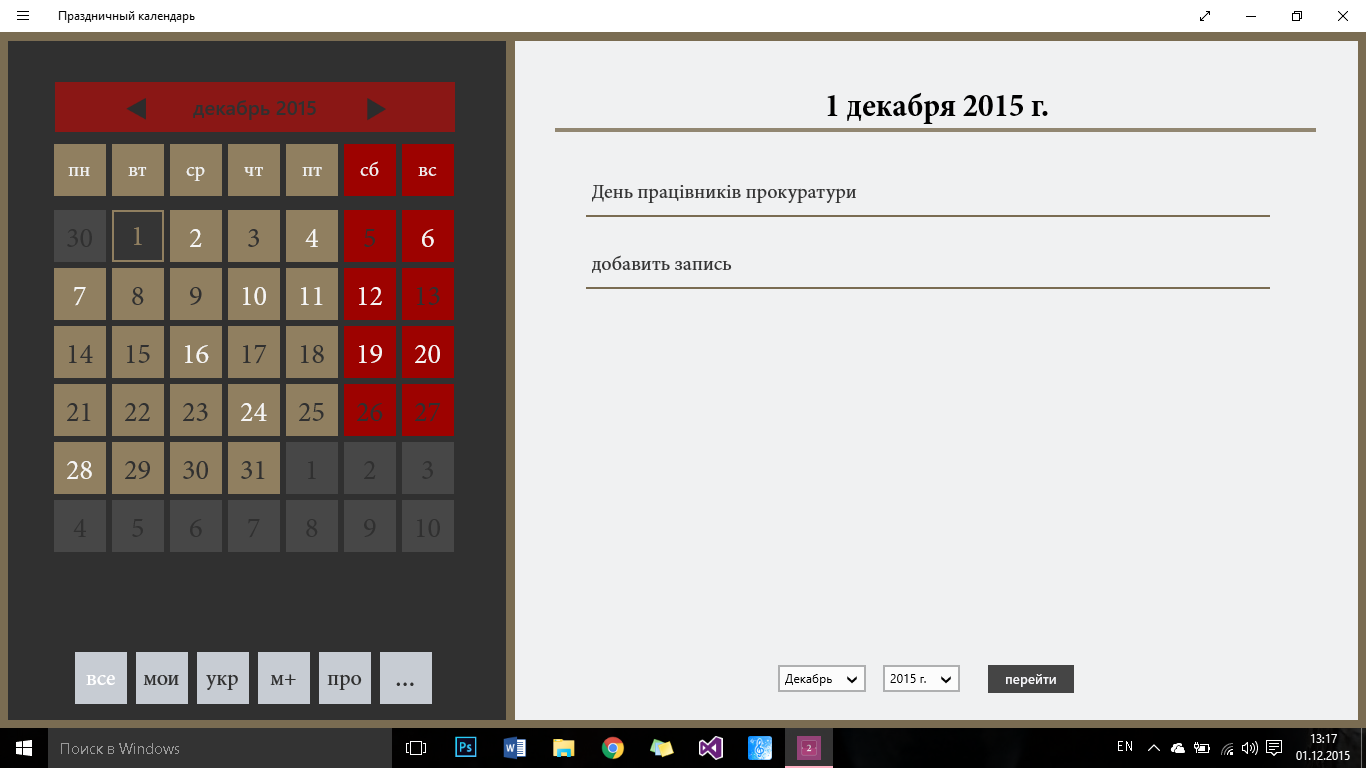 Праздничный календарь
декабрь 2015
пн вт ср чт пт сб вс
30 1 2 3 4 5 6
7 8 9 10 11 12 13
14 15 16 17 18 19 20
21 22 23 24 25 26 27
28 29 30 31 1 2 3
4 5 6 7 8 9 10
все мои укр м+ про ...
1 декабря 2015 г.
День працівників прокуратури
добавить запись
Декабрь 2015 г. перейти
Поиск в Windows
Ps
W
2
EN
13:17
01.12.2015